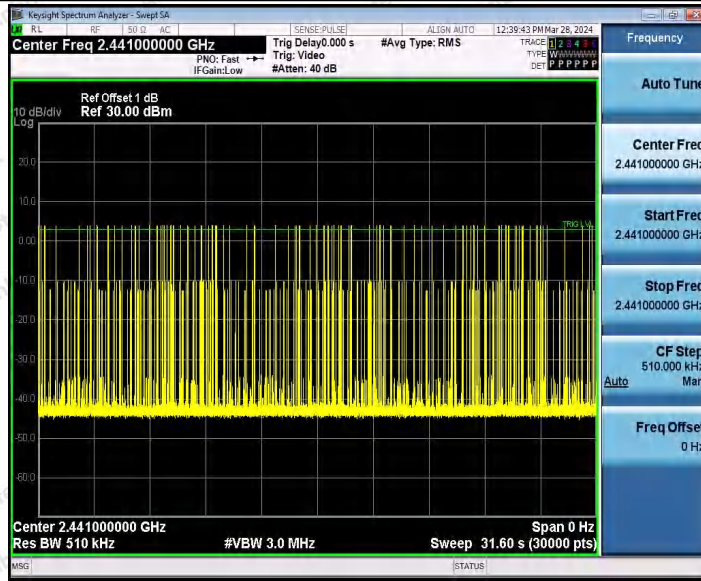 Keysight Spectrum Analyzer - Swept SA
RL RF 50 Ω AC SENSE:PULSE ALIGN AUTO 12:39:43 PM Mar 28, 2024
Center Freq 2.441000000 GHz
PNO: Fast
IFGain:Low
Trig Delay0.000 s
Trig: Video
#Atten: 40 dB
#Avg Type: RMS
TRACE 1 2 3 4 5 6
TYPE WWWWWW
DET P P P P P P
Ref Offset 1 dB
10 dB/div Ref 30.00 dBm
Log
20.0
10.0
0.00
-10.0
-20.0
-30.0
-40.0
-50.0
-60.0
TRIG LVL
Center 2.441000000 GHz Span 0 Hz
Res BW 510 kHz #VBW 3.0 MHz Sweep 31.60 s (30000 pts)
MSG STATUS
Frequency
Auto Tune
Center Freq
2.441000000 GHz
Start Freq
2.441000000 GHz
Stop Freq
2.441000000 GHz
CF Step
510.000 kHz
Auto Man
Freq Offset
0 Hz